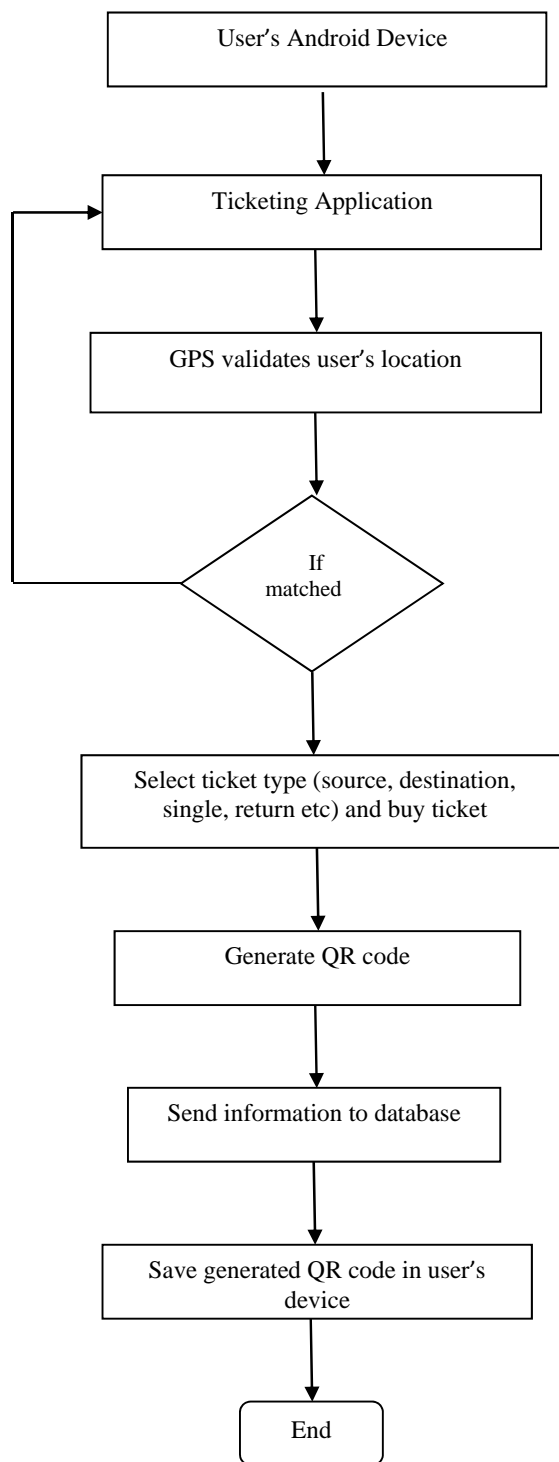 User's Android Device
Ticketing Application
GPS validates user's location
If
matched
Select ticket type (source, destination,
single, return etc) and buy ticket
Generate QR code
Send information to database
Save generated QR code in user's
device
End